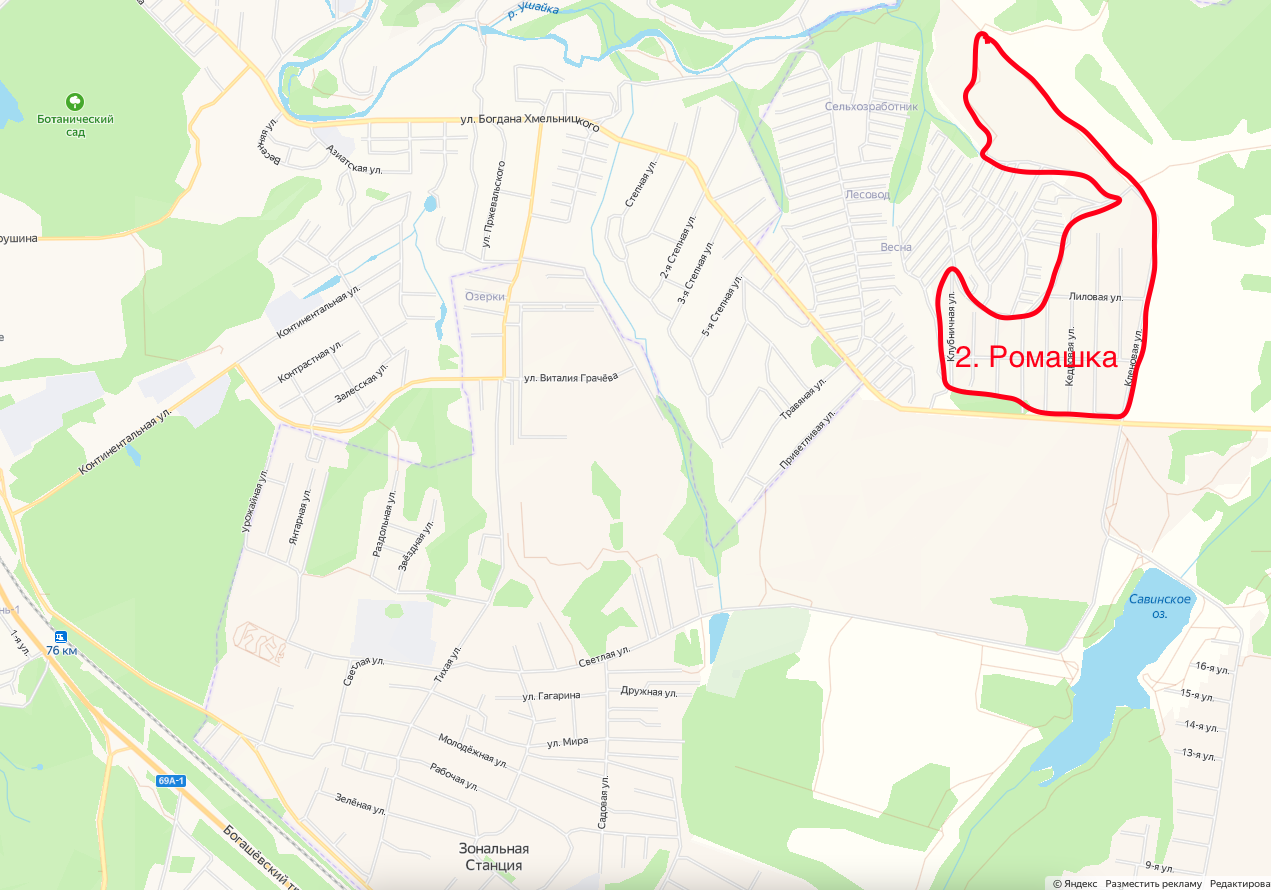 р. Ушайка
Ботанический
сад
ул. Богдана Хмельницкого
Сельхозработник
Азиатская ул.
Степная ул.
ул. Пржевальского
Лесовод
2-я Степная ул.
3-я Степная ул.
Весна
Озерки
5-я Степная ул.
Лиловая ул.
Континентальная ул.
Клубничная ул.
2. Ромашка
Кленовая ул.
Контрастная ул.
Залесская ул.
ул. Виталия Грачёва
Травяная ул.
Приветливая ул.
Континентальная ул.
Урожайная ул.
Янтарная ул.
Раздольная ул.
Звёздная ул.
Савинское
оз.
1-я ул.
76 км
Светлая ул.
Тихая ул.
Светлая ул.
16-я ул.
ул. Гагарина
Дружная ул.
15-я ул.
14-я ул.
ул. Мира
Молодёжная ул.
13-я ул.
69А-1
Рабочая ул.
Садовая ул.
Зелёная ул.
Зональная
Станция
9-я ул.
© Яндекс Разместить рекламу